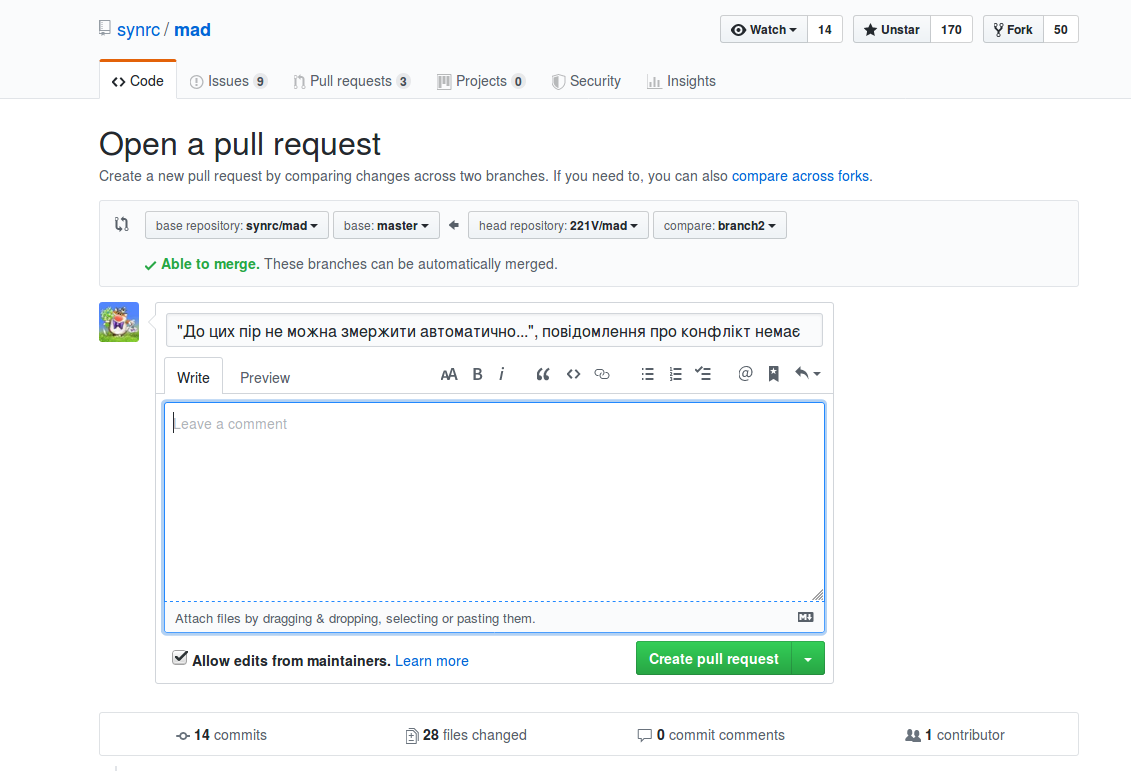 synrc / mad
Watch 14 Unstar 170 Fork 50
Code Issues 9 Pull requests 3 Projects 0 Security Insights
Open a pull request
Create a new pull request by comparing changes across two branches. If you need to, you can also compare across forks.
base repository: synrc/mad base: master head repository: 221V/mad compare: branch2
Able to merge. These branches can be automatically merged.
"До цих пір не можна змержити автоматично...", повідомлення про конфлікт немає
Write Preview AA B i @
Leave a comment
Attach files by dragging & dropping, selecting or pasting them.
Allow edits from maintainers. Learn more Create pull request
14 commits 28 files changed 0 commit comments 1 contributor